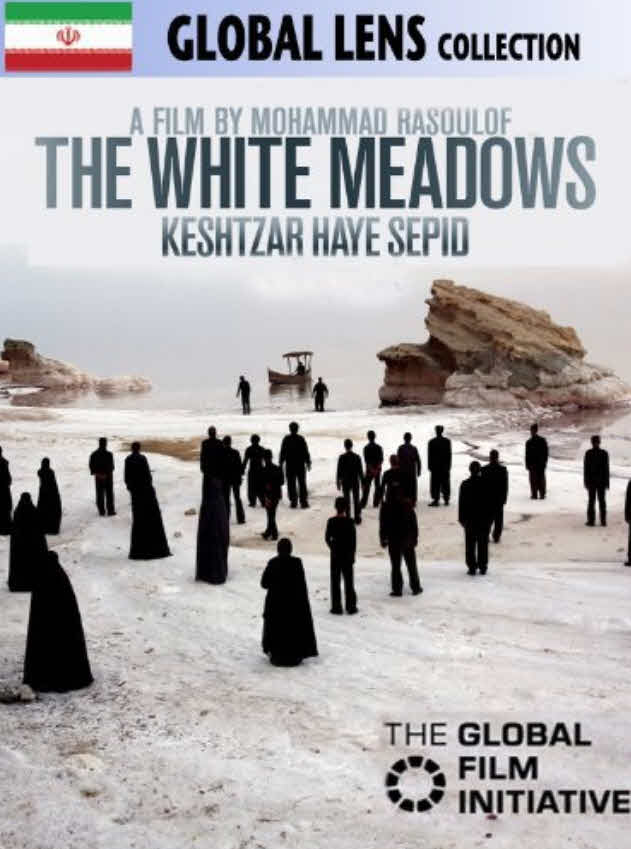 GLOBAL LENS COLLECTION
A FILM BY MOHAMMAD RASOULOF
THE WHITE MEADOWS
KESHTZAR HAYE SEPID
THE GLOBAL
FILM
INITIATIVE